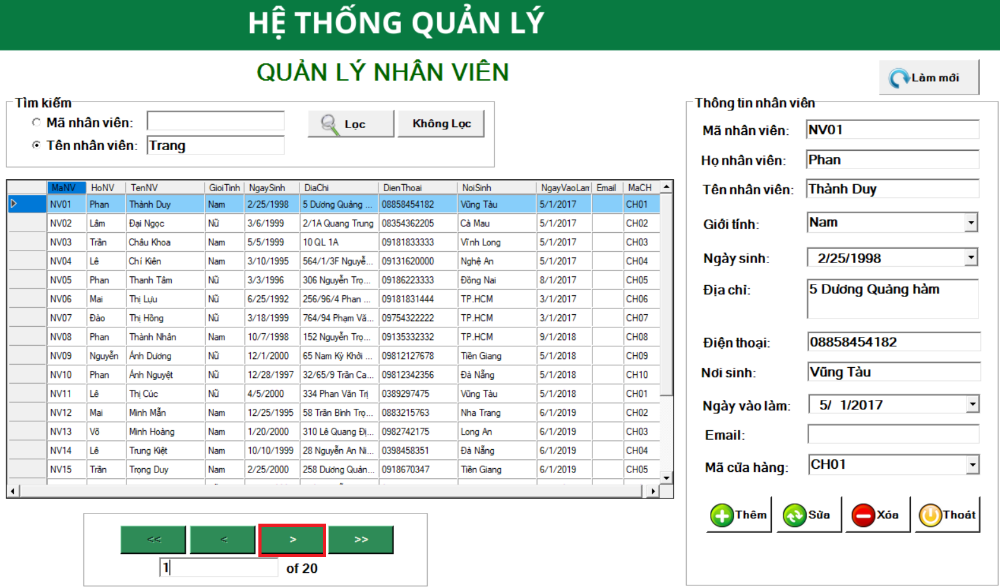 HỆ THỐNG QUẢN LÝ
QUẢN LÝ NHÂN VIÊN
Làm mới
Tìm kiếm
Mã nhân viên:
Lọc
Không Lọc
Tên nhân viên: Trang
MaNV HoNV TenNV GioiTinh NgaySinh DiaChi DienThoai NoiSinh NgayVaoLam Email MaCH
NV01 Phan Thành Duy Nam 2/25/1998 5 Dương Quảng ... 08858454182 Vũng Tàu 5/1/2017 CH01
NV02 Lâm Đại Ngọc Nữ 3/6/1999 2/1A Quang Trung 08354362205 Cà Mau 5/1/2017 CH02
NV03 Trần Châu Khoa Nam 5/5/1999 10 QL 1A 09181833333 Vĩnh Long 5/1/2017 CH03
NV04 Lê Chí Kiên Nam 3/10/1995 564/1/3F Nguyễ... 09131620000 Nghệ An 5/1/2017 CH04
NV05 Phan Thanh Tâm Nữ 3/3/1996 306 Nguyễn Trọ... 09186223333 Đồng Nai 8/1/2017 CH05
NV06 Mai Thị Lựu Nữ 6/25/1992 256/96/4 Phan ... 09181831444 TP.HCM 3/1/2017 CH06
NV07 Đào Thị Hồng Nữ 3/18/1999 764/94 Phạm Vă... 09754322222 TP.HCM 3/1/2017 CH07
NV08 Phan Thành Nhân Nam 10/7/1998 152 Nguyễn Trọ... 09135332332 TP.HCM 9/1/2018 CH08
NV09 Nguyễn Ánh Dương Nữ 12/1/2000 65 Nam Kỳ Khởi ... 09812127678 Tiền Giang 5/1/2018 CH09
NV10 Phan Ánh Nguyệt Nữ 12/28/1997 32/65/9 Trần Ca... 09812342356 Đà Nẵng 5/1/2018 CH10
NV11 Lê Thị Cúc Nữ 4/5/2000 334 Phan Văn Trị 0389297475 Vũng Tàu 5/1/2018 CH01
NV12 Mai Minh Mẫn Nam 12/25/1995 58 Trần Bình Trọ... 0883215763 Nha Trang 6/1/2019 CH02
NV13 Võ Minh Hoàng Nam 1/20/2000 310 Lê Quang Đị... 0982742175 Long An 6/1/2019 CH03
NV14 Lê Trung Kiệt Nam 10/10/1999 28 Nguyễn An Ni... 0398458351 Đà Nẵng 6/1/2019 CH04
NV15 Trần Trọng Duy Nam 2/25/2000 258 Dương Quản... 0918670347 Tiền Giang 6/1/2019 CH05
<< < > >>
1 of 20
Thông tin nhân viên
Mã nhân viên: NV01
Họ nhân viên: Phan
Tên nhân viên: Thành Duy
Giới tính: Nam
Ngày sinh: 2/25/1998
Địa chỉ: 5 Dương Quảng hàm
Điện thoại: 08858454182
Nơi sinh: Vũng Tàu
Ngày vào làm: 5/ 1/2017
Email:
Mã cửa hàng: CH01
Thêm Sửa Xóa Thoát